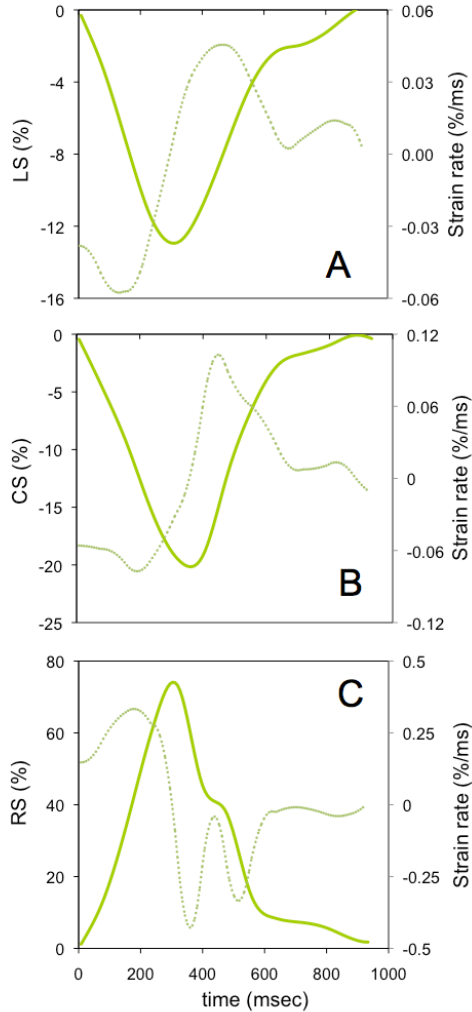 0
-4
-8
-12
-16
LS (%)
0.06
0.03
0.00
-0.03
-0.06
Strain rate (%/ms)
A
0
-5
-10
-15
-20
-25
CS (%)
0.12
0.06
0
-0.06
-0.12
Strain rate (%/ms)
B
80
60
40
20
0
RS (%)
0.5
0.25
0
-0.25
-0.5
Strain rate (%/ms)
C
0 200 400 600 800 1000
time (msec)